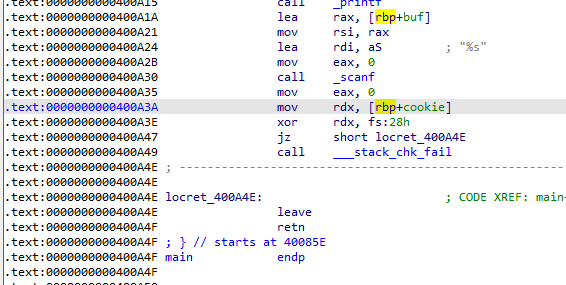 .text:0000000000400A15 call _printf
.text:0000000000400A1A lea rax, [rbp+buf]
.text:0000000000400A21 mov rsi, rax
.text:0000000000400A24 lea rdi, aS ; "%s"
.text:0000000000400A2B mov eax, 0
.text:0000000000400A30 call _scanf
.text:0000000000400A35 mov eax, 0
.text:0000000000400A3A mov rdx, [rbp+cookie]
.text:0000000000400A3E xor rdx, fs:28h
.text:0000000000400A47 jz short locret_400A4E
.text:0000000000400A49 call ___stack_chk_fail
.text:0000000000400A4E ; ---------------------------------------------------------
.text:0000000000400A4E
.text:0000000000400A4E locret_400A4E: ; CODE XREF: main
.text:0000000000400A4E leave
.text:0000000000400A4F retn
.text:0000000000400A4F ; } // starts at 40085E
.text:0000000000400A4F main endp
.text:0000000000400A4F